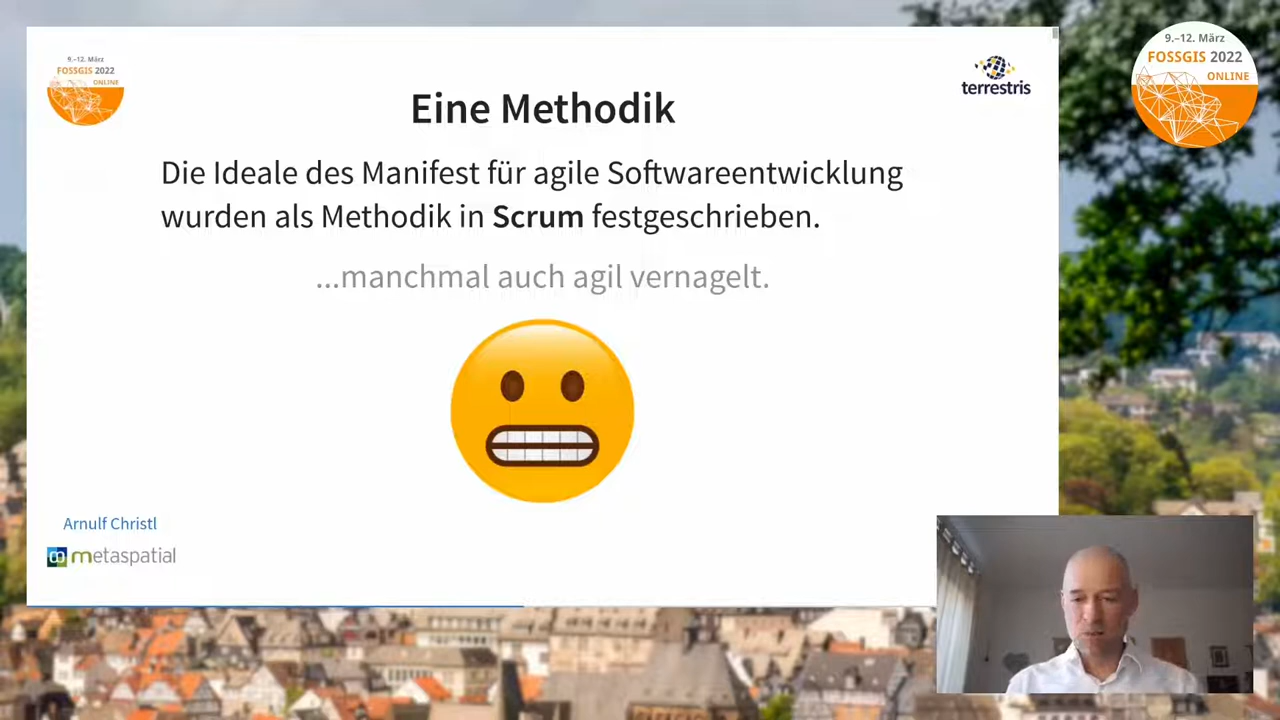 9.–12. März
FOSSGIS 2022
ONLINE
terrestris
Eine Methodik
Die Ideale des Manifest für agile Softwareentwicklung
wurden als Methodik in Scrum festgeschrieben.
...manchmal auch agil vernagelt.
Arnulf Christl
metaspatial
9.–12. März
FOSSGIS 2022
ONLINE